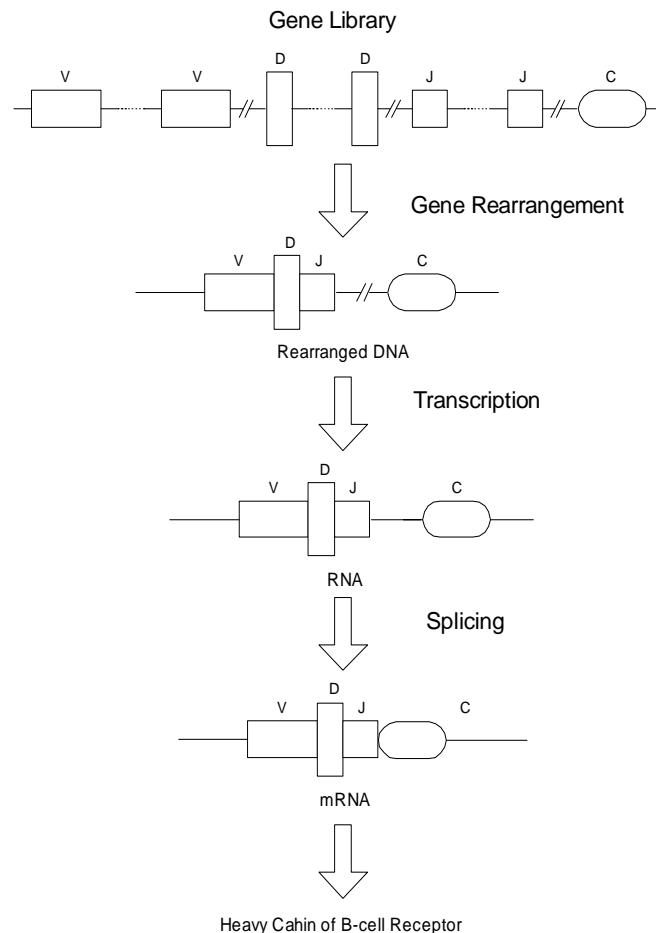 Gene Library
D D
V V J J C
Gene Rearrangement
D
V J C
Rearranged DNA
Transcription
D
V J C
RNA
Splicing
D
V J C
mRNA
Heavy Cahin of B-cell Receptor